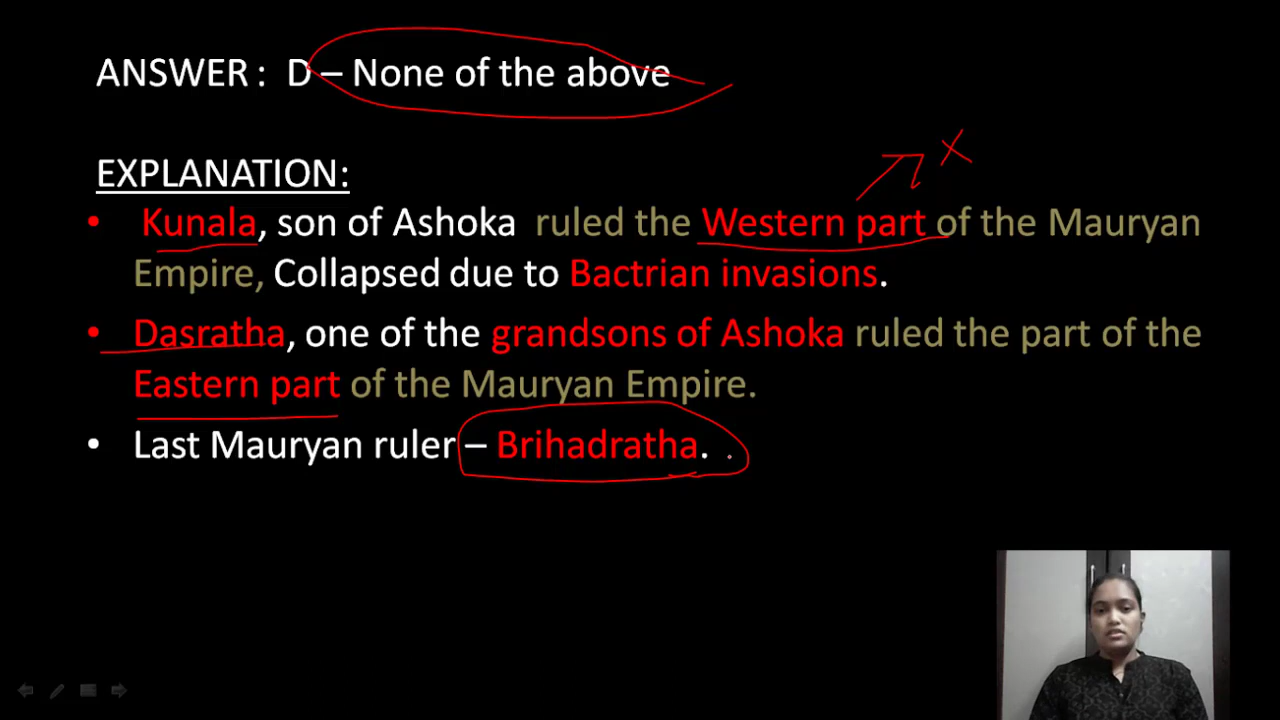 ANSWER : D – None of the above
EXPLANATION:
• Kunala, son of Ashoka ruled the Western part of the Mauryan
Empire, Collapsed due to Bactrian invasions.
• Dasratha, one of the grandsons of Ashoka ruled the part of the
Eastern part of the Mauryan Empire.
• Last Mauryan ruler – Brihadratha.